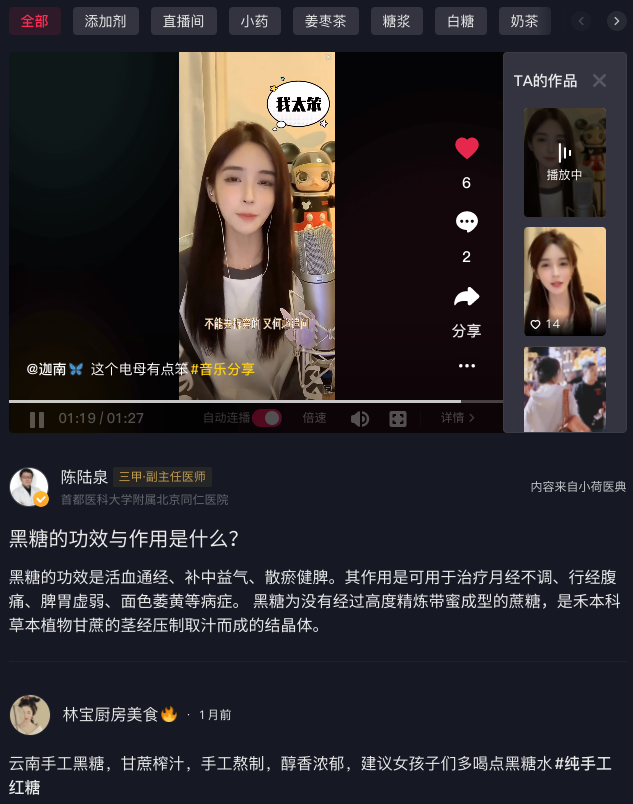 全部 添加剂 直播间 小药 姜枣茶 糖浆 白糖 奶茶
TA的作品
我太笨
播放中
6
2
14
分享
@迦南 这个电母有点笨#音乐分享
01:19 / 01:27 自动连播 倍速 详情
陈陆泉 三甲·副主任医师
首都医科大学附属北京同仁医院
内容来自小荷医典
黑糖的功效与作用是什么?
黑糖的功效是活血通经、补中益气、散瘀健脾。其作用是可用于治疗月经不调、行经腹
痛、脾胃虚弱、面色萎黄等病症。 黑糖为没有经过高度精炼带蜜成型的蔗糖，是禾本科
草本植物甘蔗的茎经压制取汁而成的结晶体。
林宝厨房美食🔥 · 1月前
云南手工黑糖，甘蔗榨汁，手工熬制，醇香浓郁，建议女孩子们多喝点黑糖水#纯手工
红糖